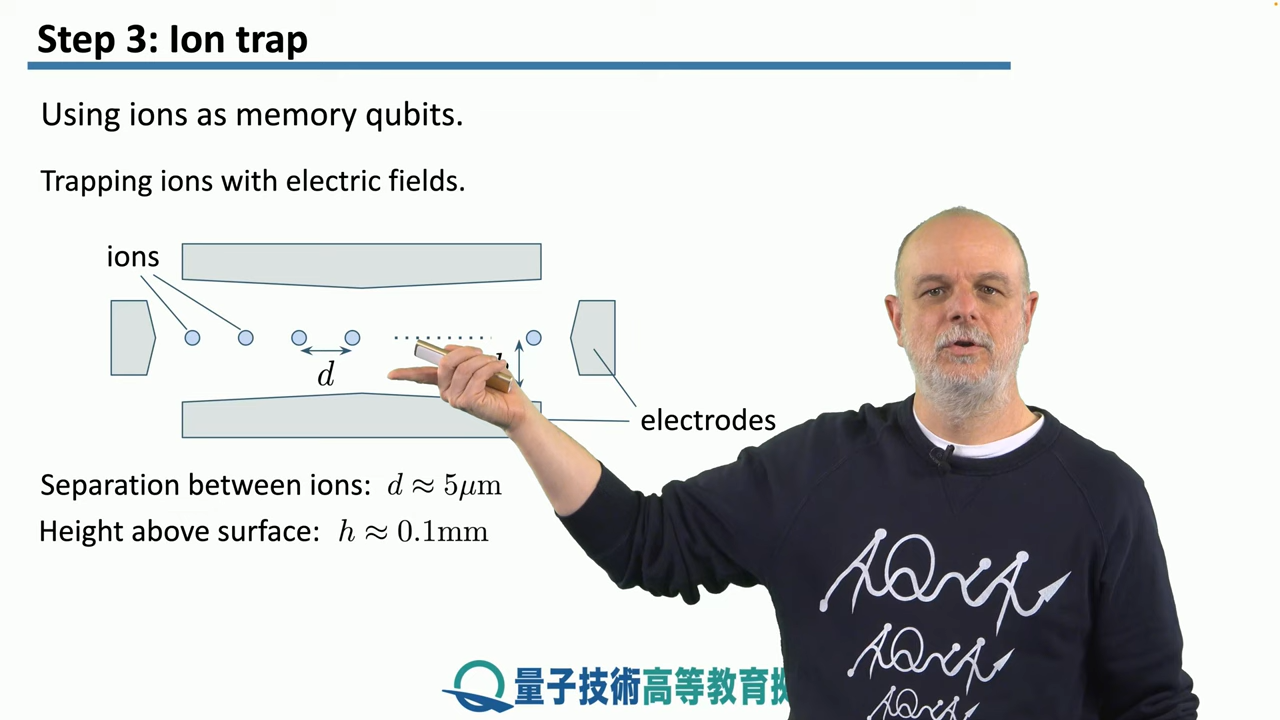 Step 3: Ion trap
Using ions as memory qubits.
Trapping ions with electric fields.
ions
d
electrodes
Separation between ions: d ≈ 5μm
Height above surface: h ≈ 0.1mm
量子技術高等教育